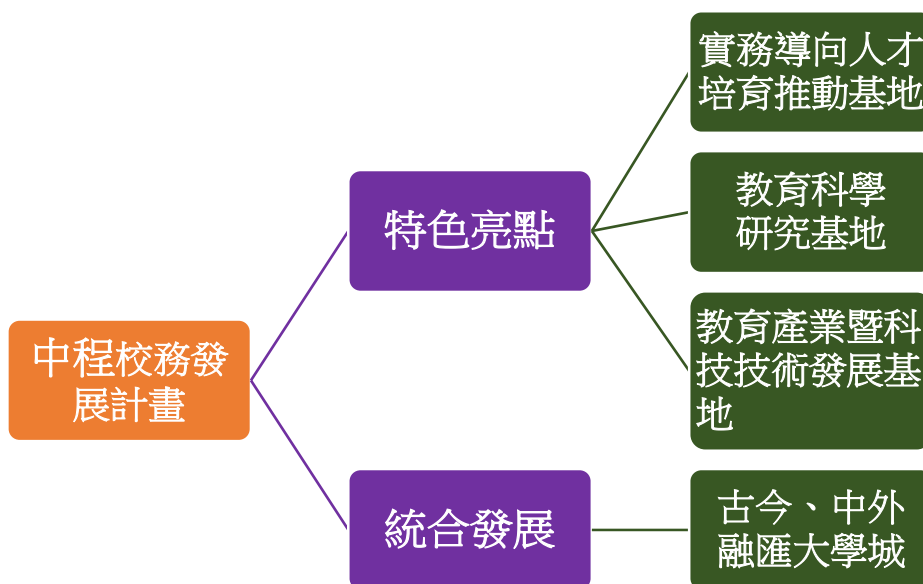 中程校務發
展計畫
特色亮點
實務導向人才
培育推動基地
教育科學
研究基地
教育產業暨科
技技術發展基
地
統合發展
古今、中外
融匯大學城